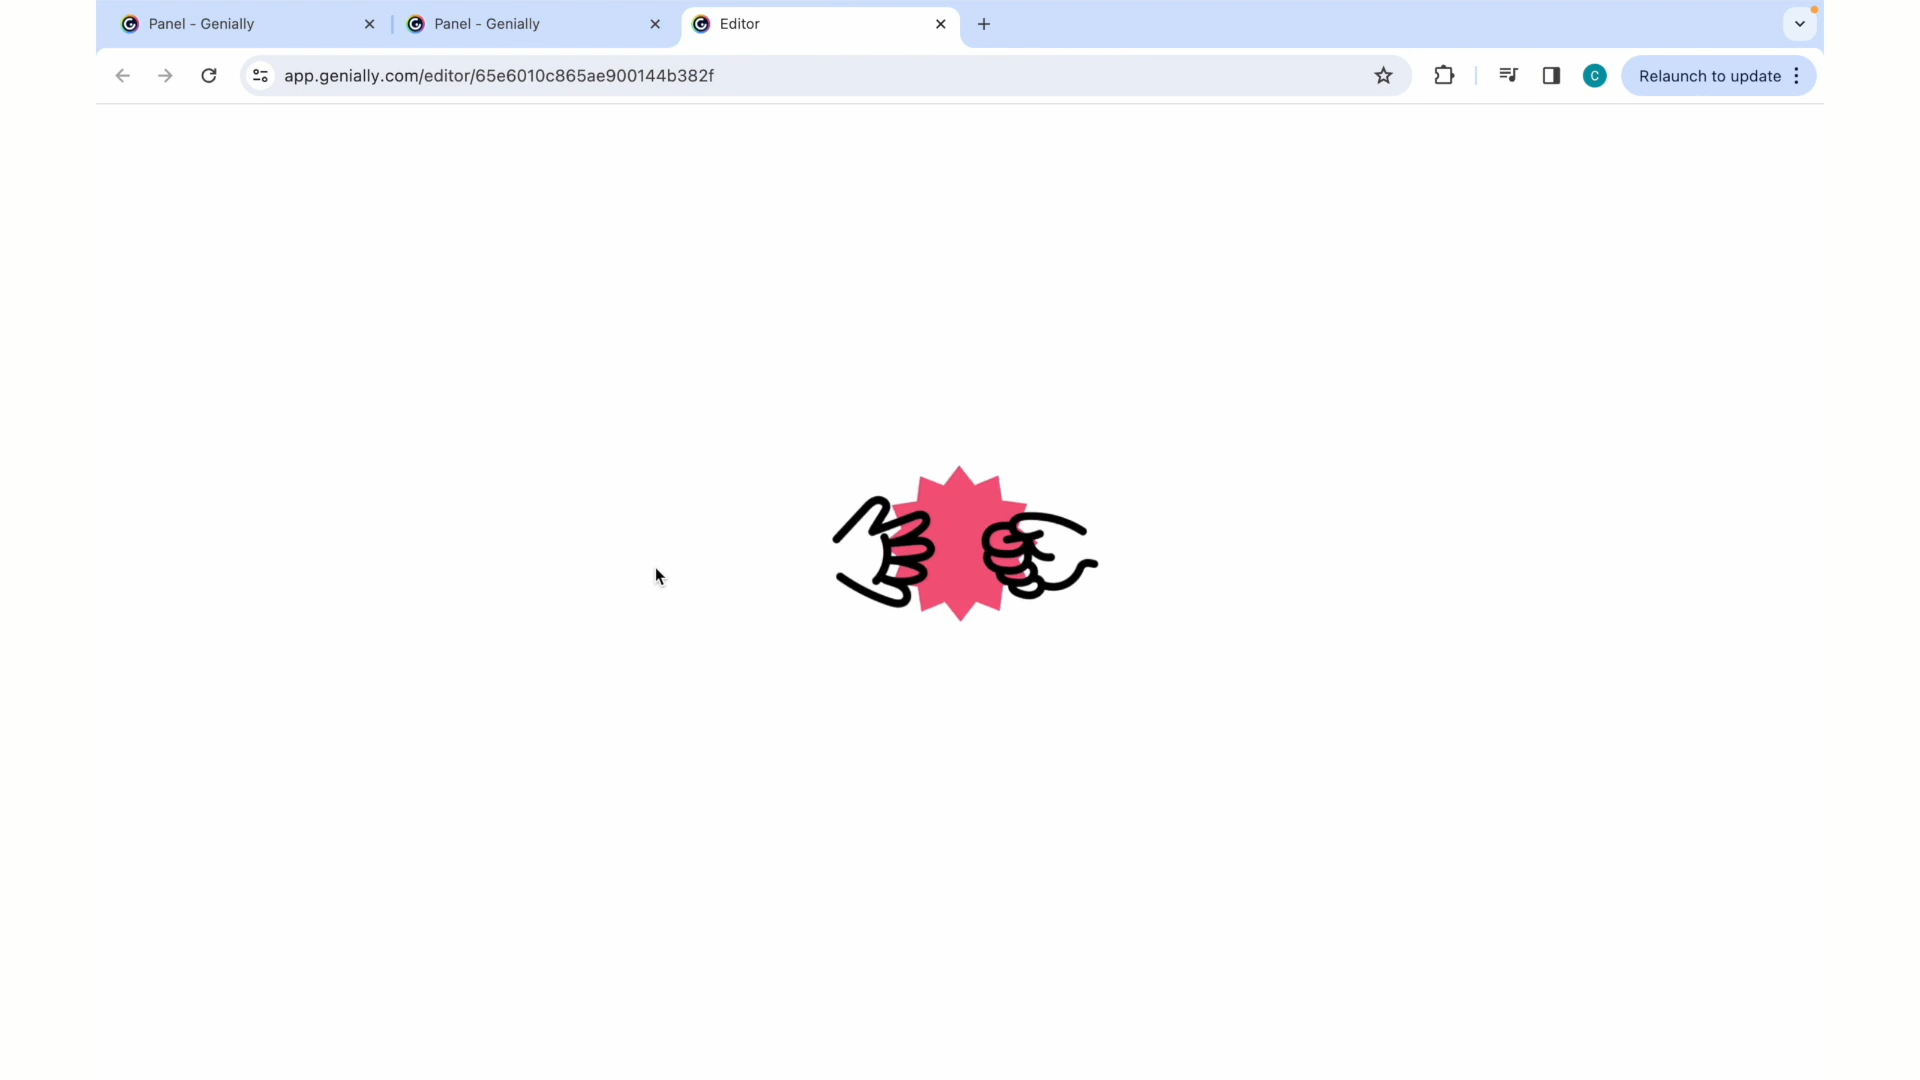 Panel - Genially
Panel - Genially
Editor
app.genially.com/editor/65e6010c865ae900144b382f
C
Relaunch to update